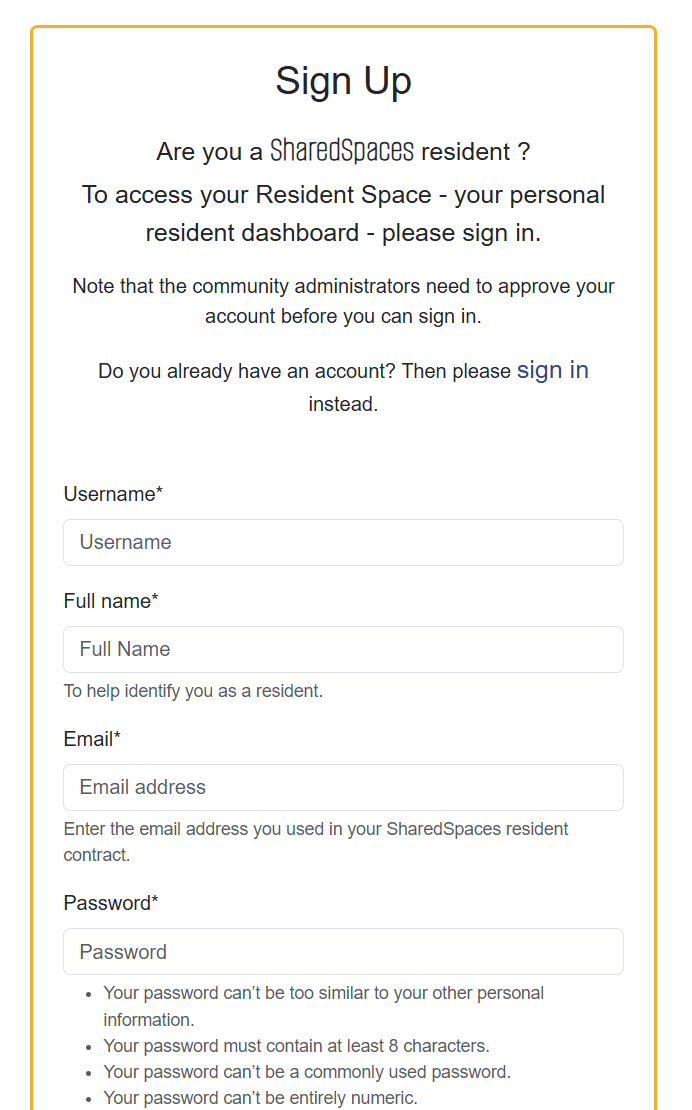 Sign Up
Are you a SharedSpaces resident ?
To access your Resident Space - your personal
resident dashboard - please sign in.
Note that the community administrators need to approve your
account before you can sign in.
Do you already have an account? Then please sign in
instead.
Username*
Username
Full name*
Full Name
To help identify you as a resident.
Email*
Email address
Enter the email address you used in your SharedSpaces resident
contract.
Password*
Password
• Your password can’t be too similar to your other personal
information.
• Your password must contain at least 8 characters.
• Your password can’t be a commonly used password.
• Your password can’t be entirely numeric.